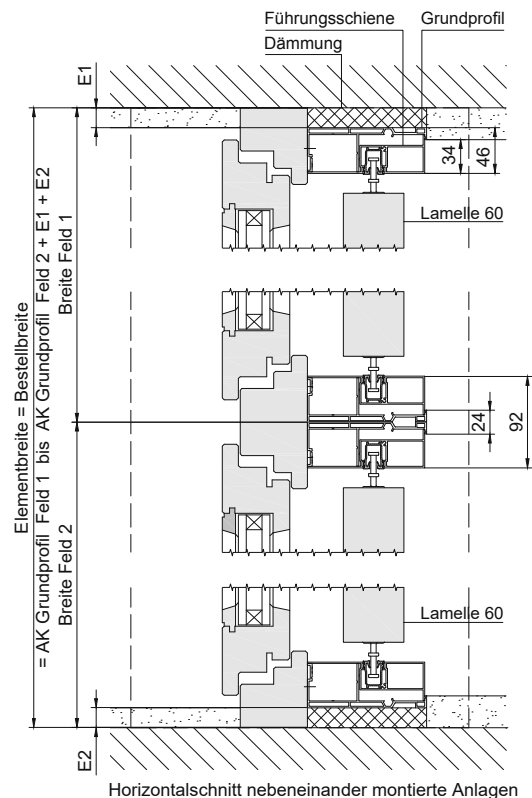 Führungsschiene
Grundprofil
Dämmung
E1
34
46
Lamelle 60
Elementbreite = Bestellbreite
= AK Grundprofil Feld 1 bis AK Grundprofil Feld 2 + E1 + E2
Breite Feld 1
24
92
Breite Feld 2
Lamelle 60
E2
Horizontalschnitt nebeneinander montierte Anlagen